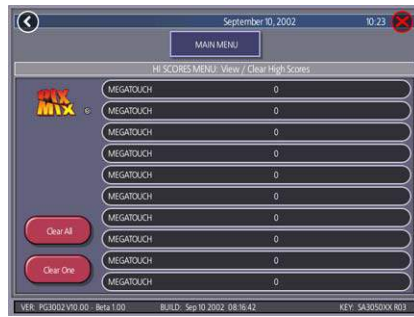 September 10, 2002 10:23
MAIN MENU
HI SCORES MENU: View / Clear High Scores
PIX
MIX
MEGATOUCH 0
MEGATOUCH 0
MEGATOUCH 0
MEGATOUCH 0
MEGATOUCH 0
MEGATOUCH 0
MEGATOUCH 0
MEGATOUCH 0
MEGATOUCH 0
MEGATOUCH 0
Clear All
Clear One
VER: PG3002 V10.00 - Beta 1.00 BUILD: Sep 10 2002 08:16:42 KEY: SA3050XX R03